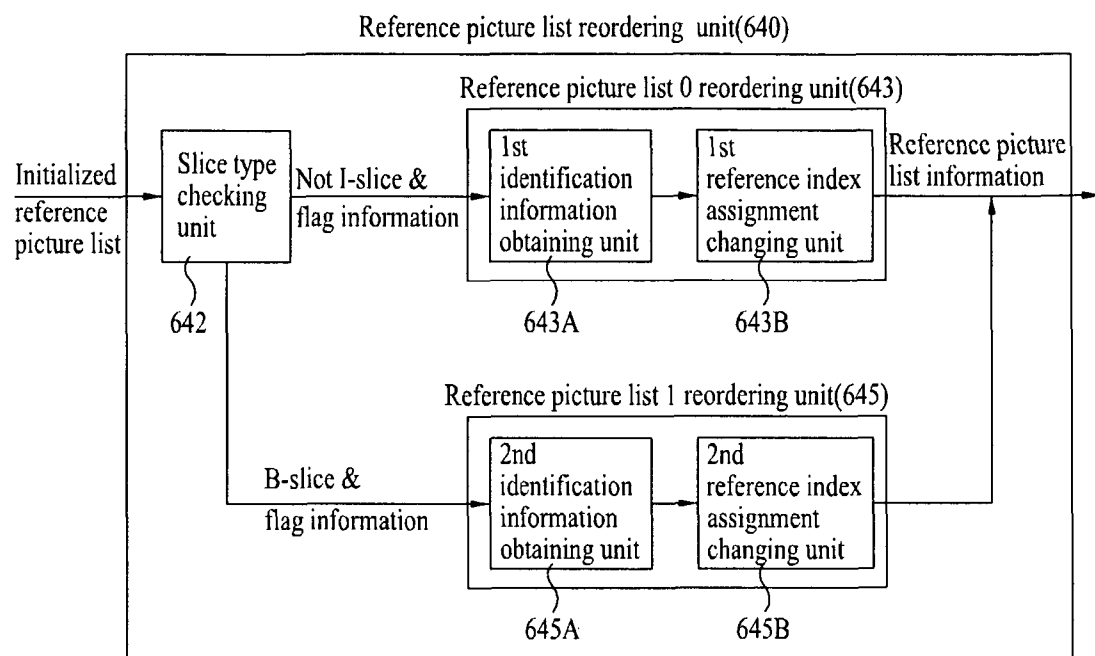 Reference picture list reordering unit(640)
Reference picture list 0 reordering unit(643)
Initialized
reference
picture list
Slice type
checking
unit
642
Not I-slice &
flag information
1st
identification
information
obtaining unit
643A
1st
reference index
assignment
changing unit
643B
Reference picture
list information
Reference picture list 1 reordering unit(645)
B-slice &
flag information
2nd
identification
information
obtaining unit
645A
2nd
reference index
assignment
changing unit
645B